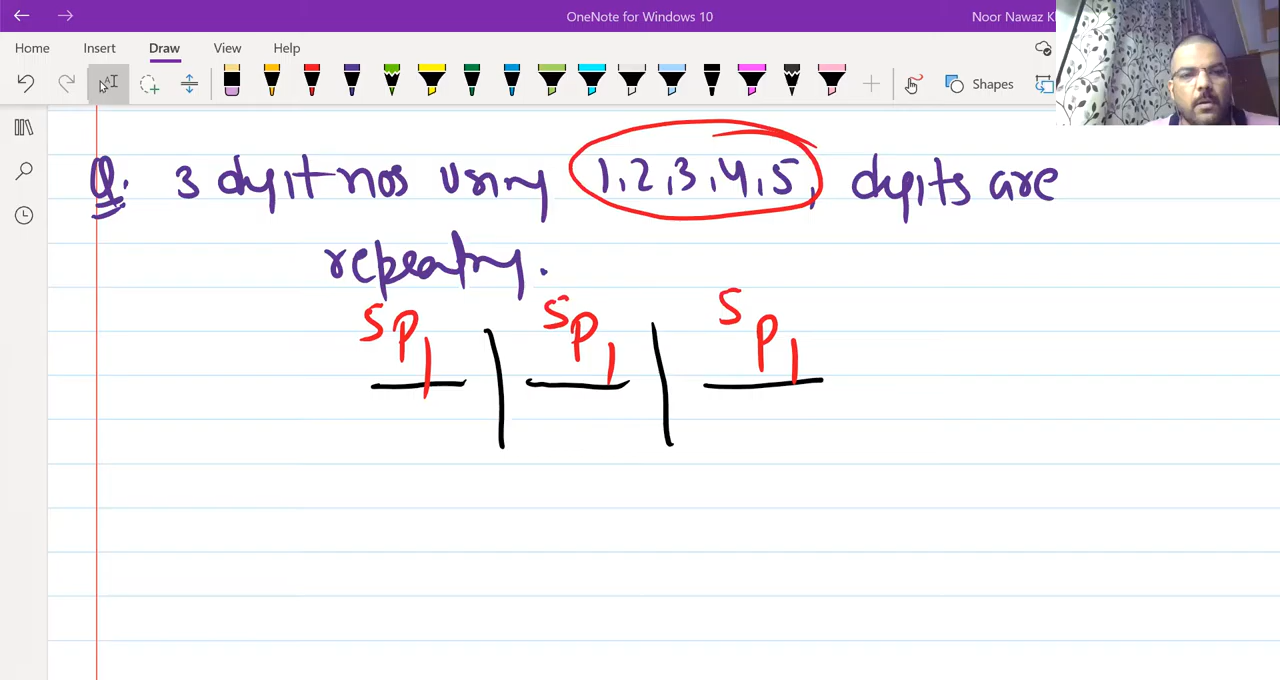 OneNote for Windows 10
Noor Nawaz Kh
Home Insert Draw View Help
Shapes
Q. 3 digit nos using 1,2,3,4,5, digits are
repeating.
5P1 5P1 5P1